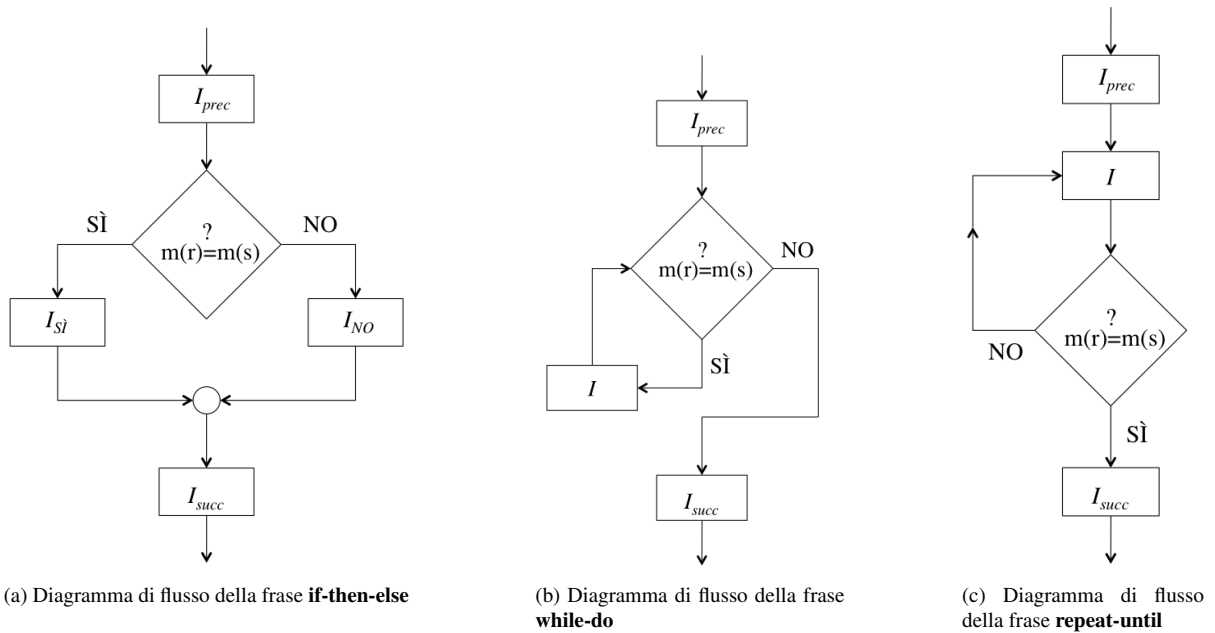 I_prec
?
m(r)=m(s)
SÌ
NO
I_SÌ
I_NO
I_succ
(a) Diagramma di flusso della frase if-then-else
I_prec
?
m(r)=m(s)
NO
SÌ
I
I_succ
(b) Diagramma di flusso della frase
while-do
I_prec
I
?
m(r)=m(s)
NO
SÌ
I_succ
(c) Diagramma di flusso
della frase repeat-until